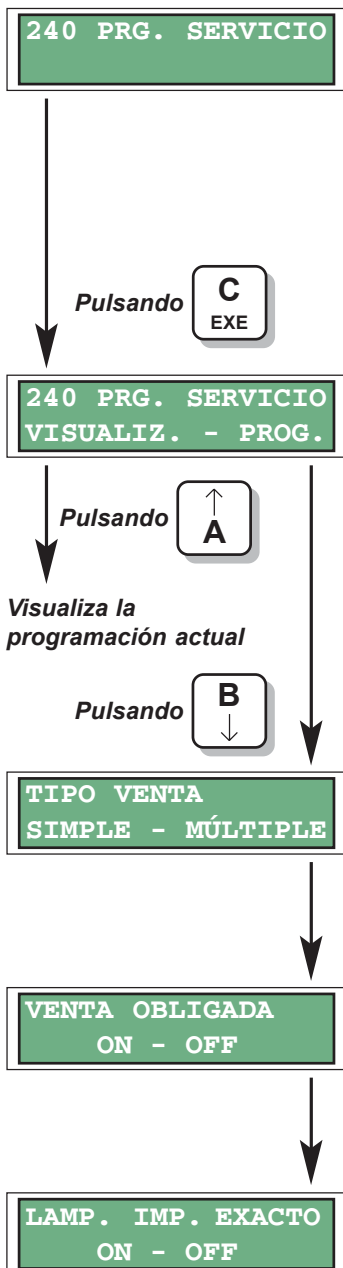 240 PRG. SERVICIO
Pulsando
C
EXE
240 PRG. SERVICIO
VISUALIZ. - PROG.
Pulsando
↑
A
Visualiza la
programación actual
Pulsando
B
↓
TIPO VENTA
SIMPLE - MÚLTIPLE
VENTA OBLIGADA
ON - OFF
LAMP. IMP. EXACTO
ON - OFF